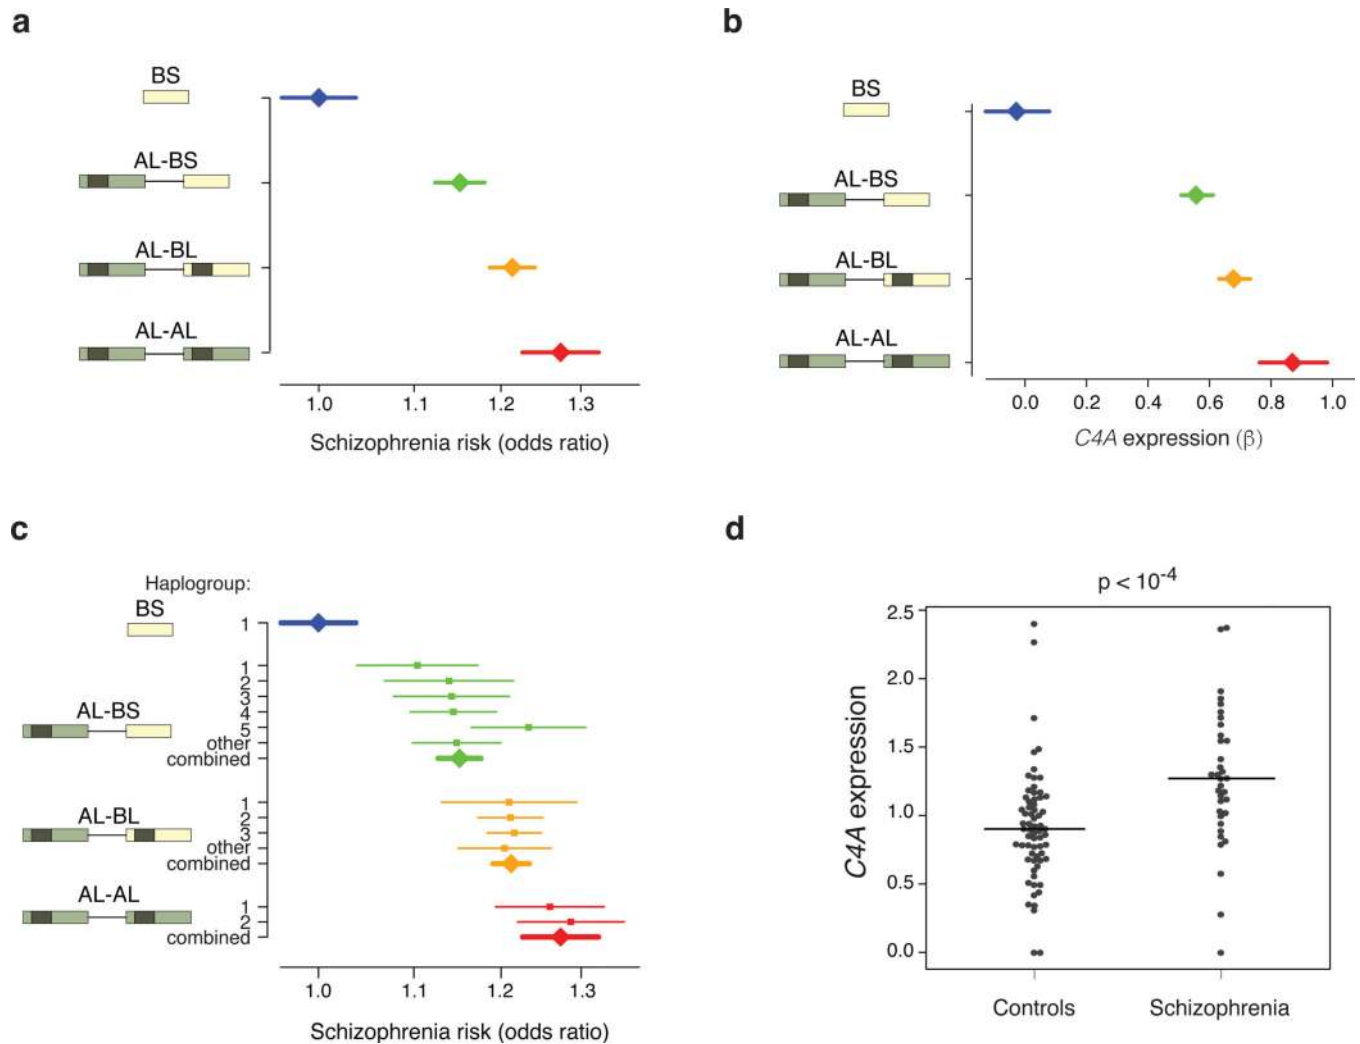 a
BS
AL-BS
AL-BL
AL-AL
1.0 1.1 1.2 1.3
Schizophrenia risk (odds ratio)
b
BS
AL-BS
AL-BL
AL-AL
0.0 0.2 0.4 0.6 0.8 1.0
C4A expression (β)
c
Haplogroup:
BS
1
AL-BS
1
2
3
4
5
other
combined
AL-BL
1
2
3
other
combined
AL-AL
1
2
combined
1.0 1.1 1.2 1.3
Schizophrenia risk (odds ratio)
d
p < 10-4
2.5
2.0
1.5
1.0
0.5
0.0
C4A expression
Controls Schizophrenia